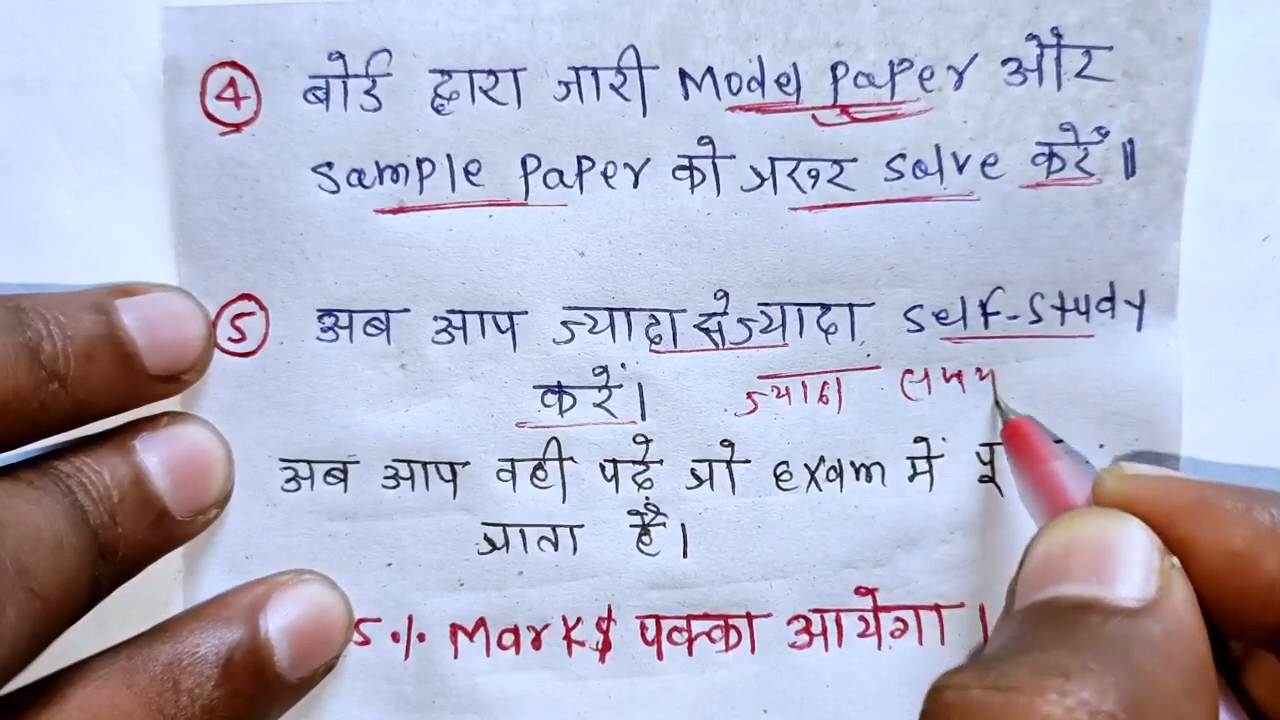 ④ बोर्ड द्वारा जारी Model Paper और
Sample Paper को जरूर solve करें॥
⑤ अब आप ज्यादा से ज्यादा self-study
करें।
ज्यादा समय
अब आप वही पढ़े जो exam में
जाता है।
5% Marks पक्का आयेगा।